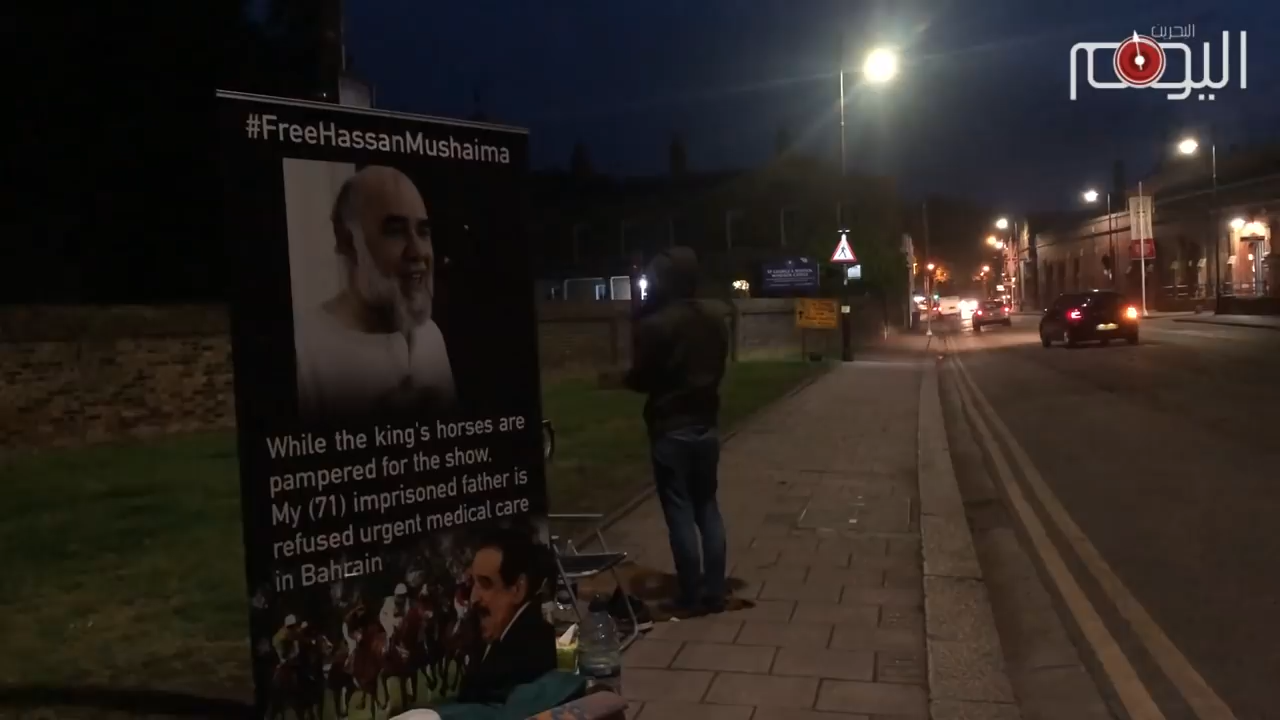 البحرين
اليوم
#FreeHassanMushaima
While the king's horses are
pampered for the show,
My (71) imprisoned father is
refused urgent medical care
in Bahrain